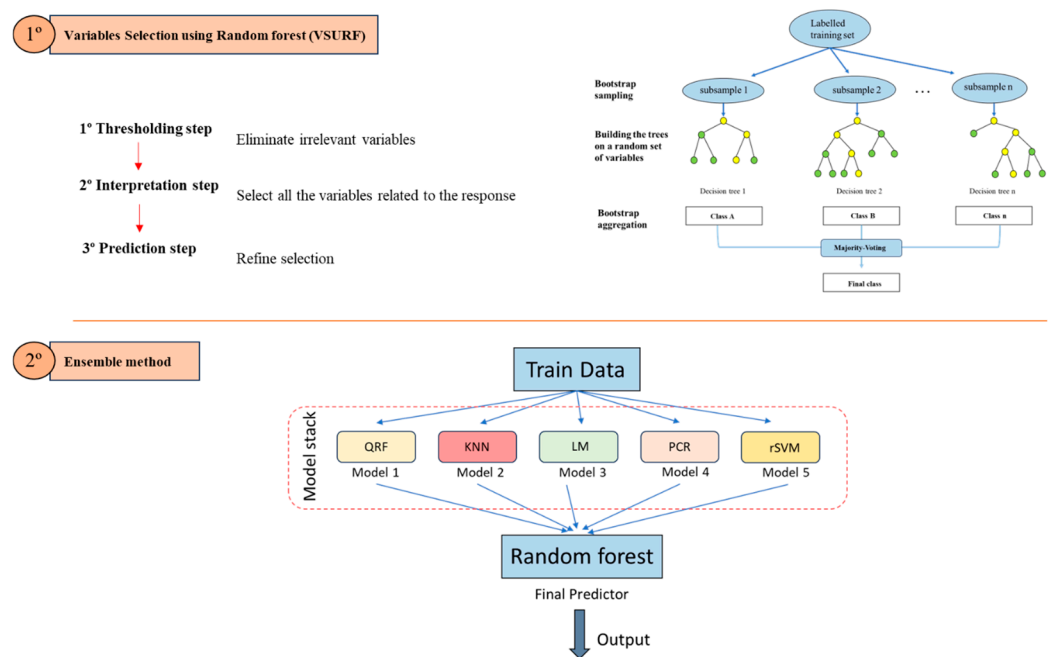 1º
Variables Selection using Random forest (VSURF)
1º Thresholding step
Eliminate irrelevant variables
2º Interpretation step
Select all the variables related to the response
3º Prediction step
Refine selection
Labelled
training set
Bootstrap
sampling
subsample 1
subsample 2
...
subsample n
Building the trees
on a random set
of variables
Decision tree 1
Decision tree 2
Decision tree n
Bootstrap
aggregation
Class A
Class B
Class n
Majority-Voting
Final class
2º
Ensemble method
Train Data
Model stack
QRF
KNN
LM
PCR
rSVM
Model 1
Model 2
Model 3
Model 4
Model 5
Random forest
Final Predictor
Output